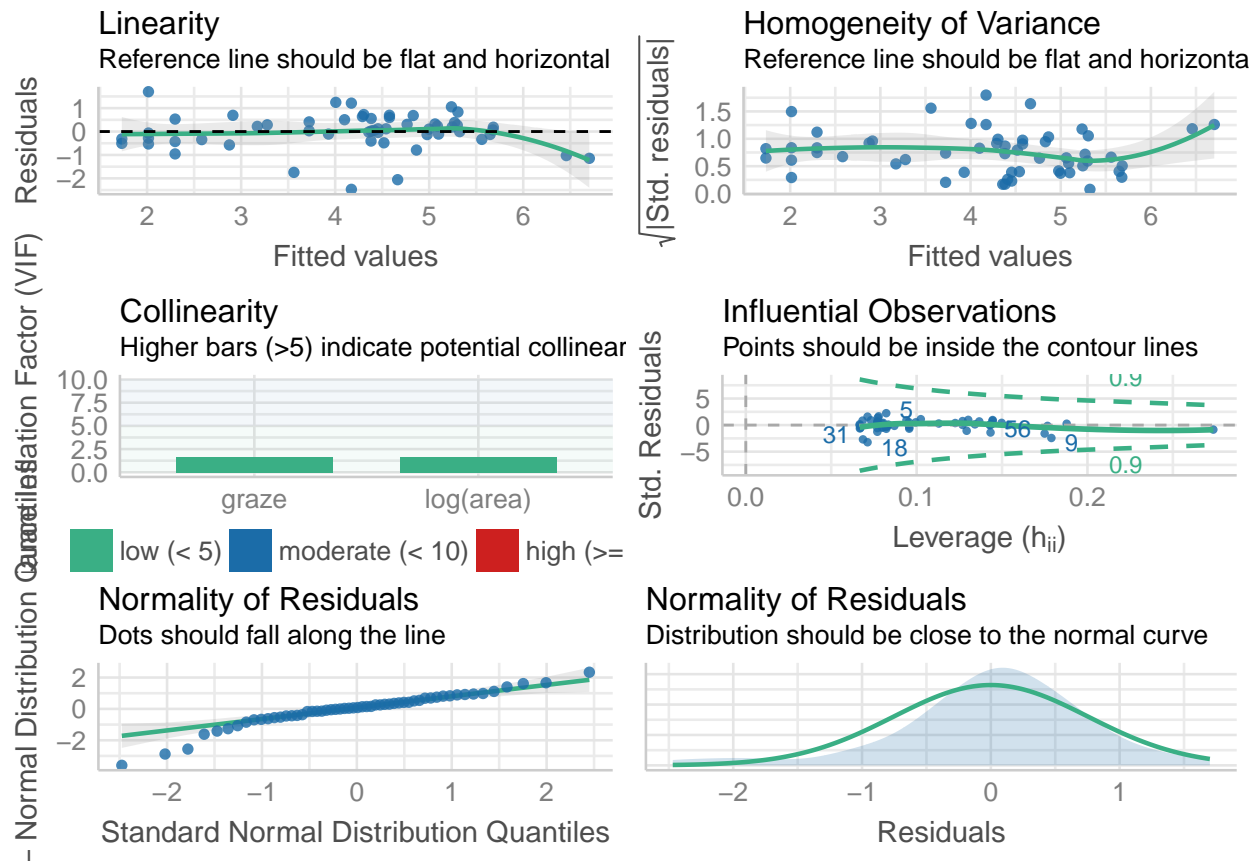 Linearity
Reference line should be flat and horizontal
Residuals
1
0
−1
−2
2 3 4 5 6
Fitted values
Homogeneity of Variance
Reference line should be flat and horizonta
√|Std. residuals|
1.5
1.0
0.5
0.0
2 3 4 5 6
Fitted values
Collinearity
Higher bars (>5) indicate potential collinear
Factor (VIF)
10.0
7.5
5.0
2.5
0.0
graze log(area)
low (< 5) moderate (< 10) high (>=
Influential Observations
Points should be inside the contour lines
Std. Residuals
5
0
−5
0.9
5
31
56
18
9
0.9
0.0 0.1 0.2
Leverage (hii)
Normality of Residuals
Dots should fall along the line
− Normal Distribution
2
0
−2
−2 −1 0 1 2
Standard Normal Distribution Quantiles
Normality of Residuals
Distribution should be close to the normal curve
−2 −1 0 1
Residuals